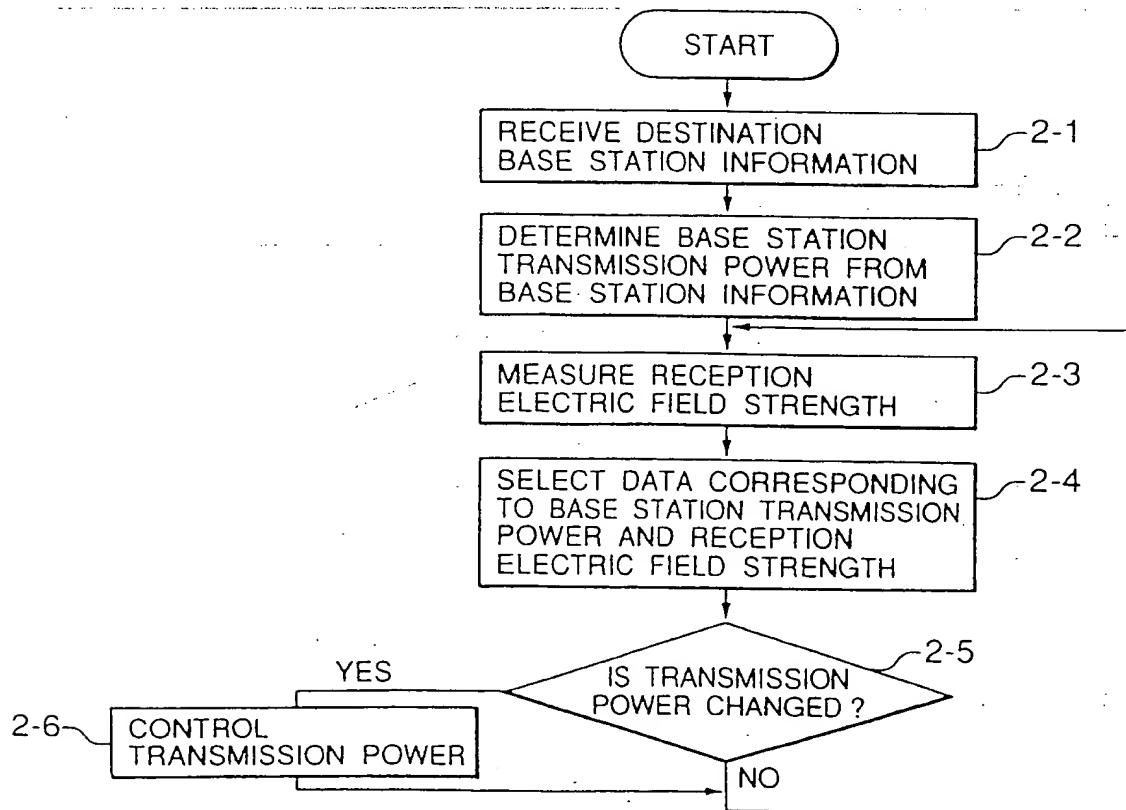 START
RECEIVE DESTINATION
BASE STATION INFORMATION
2-1
DETERMINE BASE STATION
TRANSMISSION POWER FROM
BASE STATION INFORMATION
2-2
MEASURE RECEPTION
ELECTRIC FIELD STRENGTH
2-3
SELECT DATA CORRESPONDING
TO BASE STATION TRANSMISSION
POWER AND RECEPTION
ELECTRIC FIELD STRENGTH
2-4
IS TRANSMISSION
POWER CHANGED?
2-5
YES
2-6
CONTROL
TRANSMISSION POWER
NO